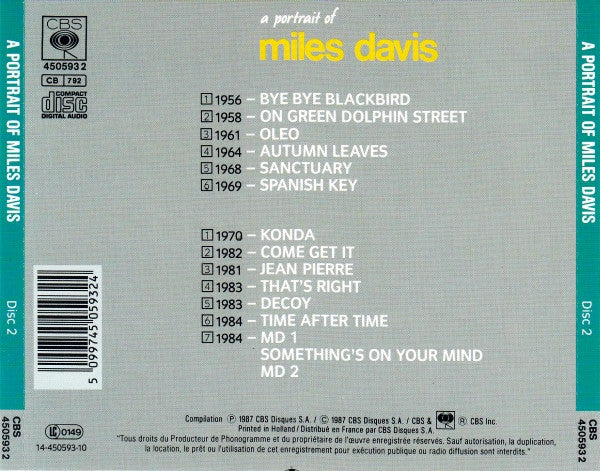 A PORTRAIT OF MILES DAVIS
Disc 2
CBS
450593 2
CBS
450593 2
CB 792
COMPACT
disc
DIGITAL AUDIO
a portrait of
miles davis
1 1956 – BYE BYE BLACKBIRD
2 1958 – ON GREEN DOLPHIN STREET
3 1961 – OLEO
4 1964 – AUTUMN LEAVES
5 1968 – SANCTUARY
6 1969 – SPANISH KEY
1 1970 – KONDA
2 1982 – COME GET IT
3 1981 – JEAN PIERRE
4 1983 – THAT'S RIGHT
5 1983 – DECOY
6 1984 – TIME AFTER TIME
7 1984 – MD 1
SOMETHING'S ON YOUR MIND
MD 2
5 099745 059324
LC 0149
14-450593-10
Compilation ℗ 1987 CBS Disques S.A. / © 1987 CBS Disques S.A. / CBS & ® CBS Inc.
Printed in Holland / Distribué en France par CBS Disques S.A.
"Tous droits du Producteur de Phonogramme et du propriétaire de l'œuvre enregistrée réservés. Sauf autorisation, la duplication,
la location, le prêt ou l'utilisation de cet enregistrement pour exécution publique ou radio diffusion sont interdits."
A PORTRAIT OF MILES DAVIS
Disc 2
CBS
450593 2